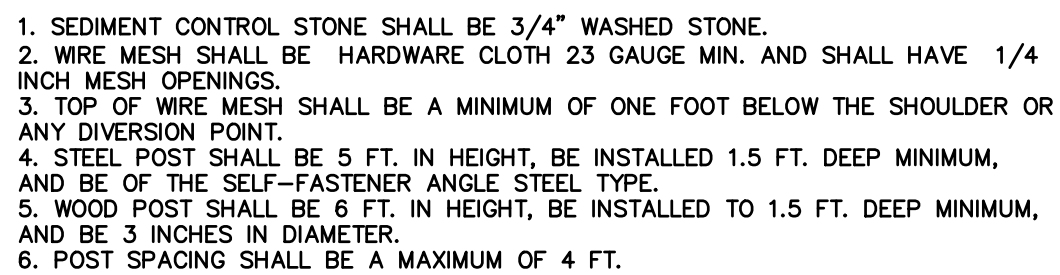 1. SEDIMENT CONTROL STONE SHALL BE 3/4" WASHED STONE.
2. WIRE MESH SHALL BE  HARDWARE CLOTH 23 GAUGE MIN. AND SHALL HAVE  1/4
INCH MESH OPENINGS.
3. TOP OF WIRE MESH SHALL BE A MINIMUM OF ONE FOOT BELOW THE SHOULDER OR
ANY DIVERSION POINT.
4. STEEL POST SHALL BE 5 FT. IN HEIGHT, BE INSTALLED 1.5 FT. DEEP MINIMUM,
AND BE OF THE SELF-FASTENER ANGLE STEEL TYPE.
5. WOOD POST SHALL BE 6 FT. IN HEIGHT, BE INSTALLED TO 1.5 FT. DEEP MINIMUM,
AND BE 3 INCHES IN DIAMETER.
6. POST SPACING SHALL BE A MAXIMUM OF 4 FT.